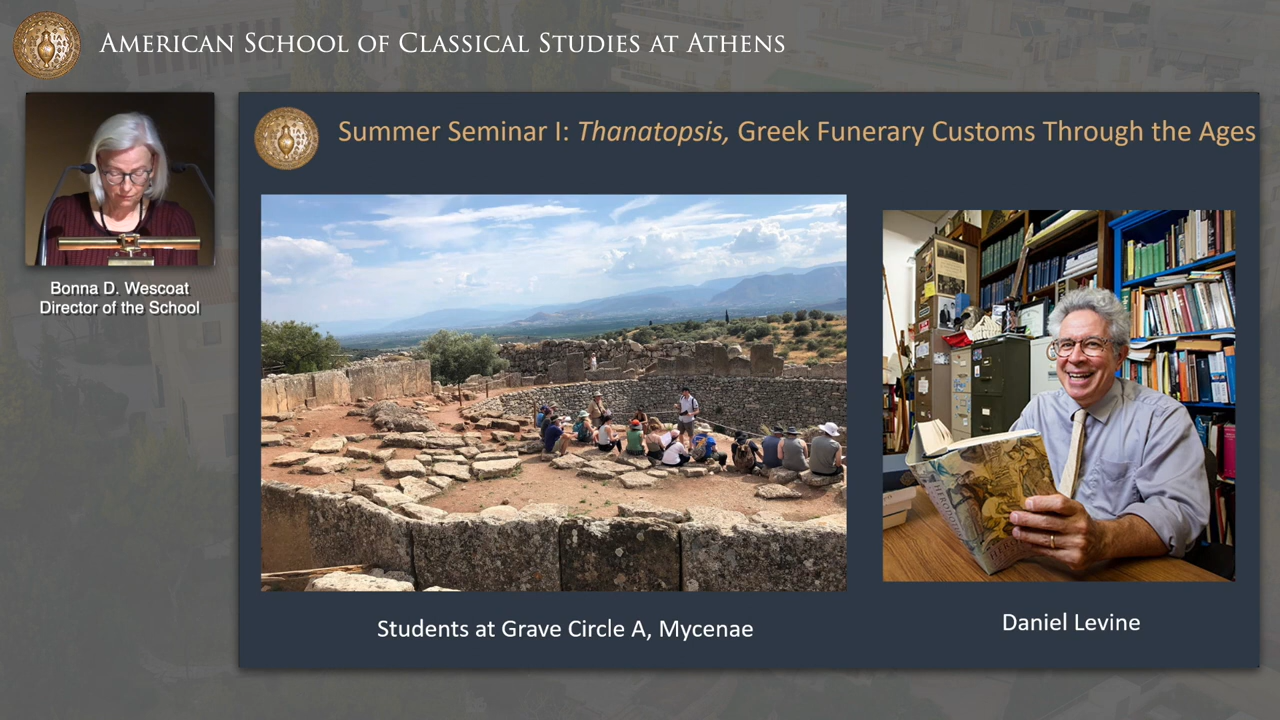 American School of Classical Studies at Athens
Bonna D. Wescoat
Director of the School
Summer Seminar I: Thanatopsis, Greek Funerary Customs Through the Ages
Students at Grave Circle A, Mycenae
Daniel Levine